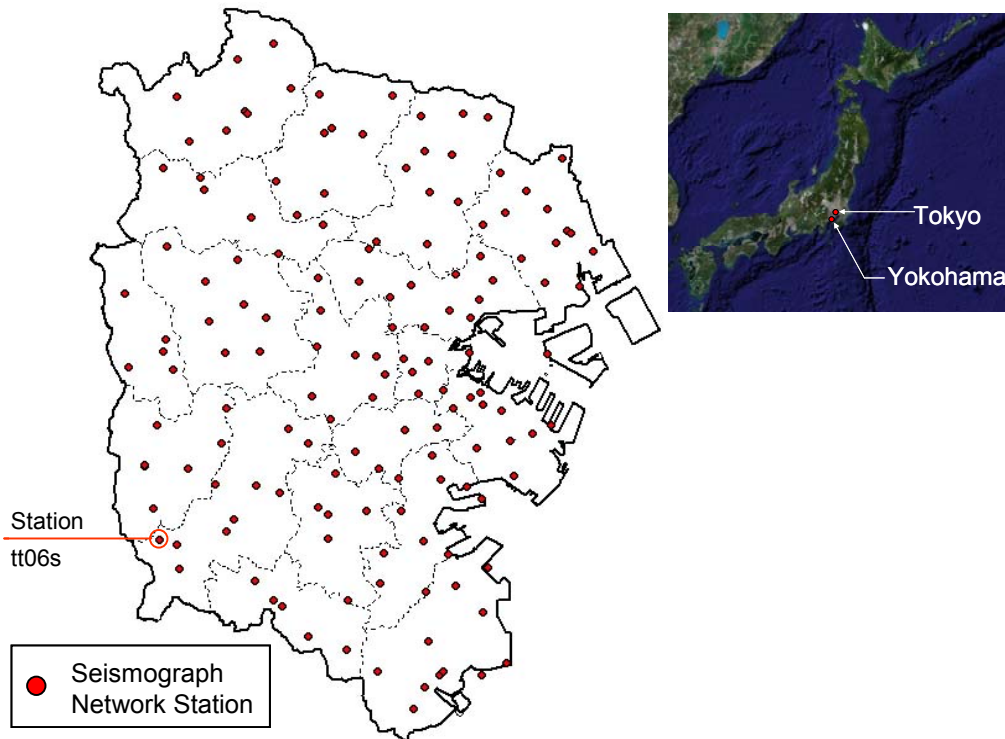 Tokyo
Yokohama
Station
tt06s
Seismograph
Network Station